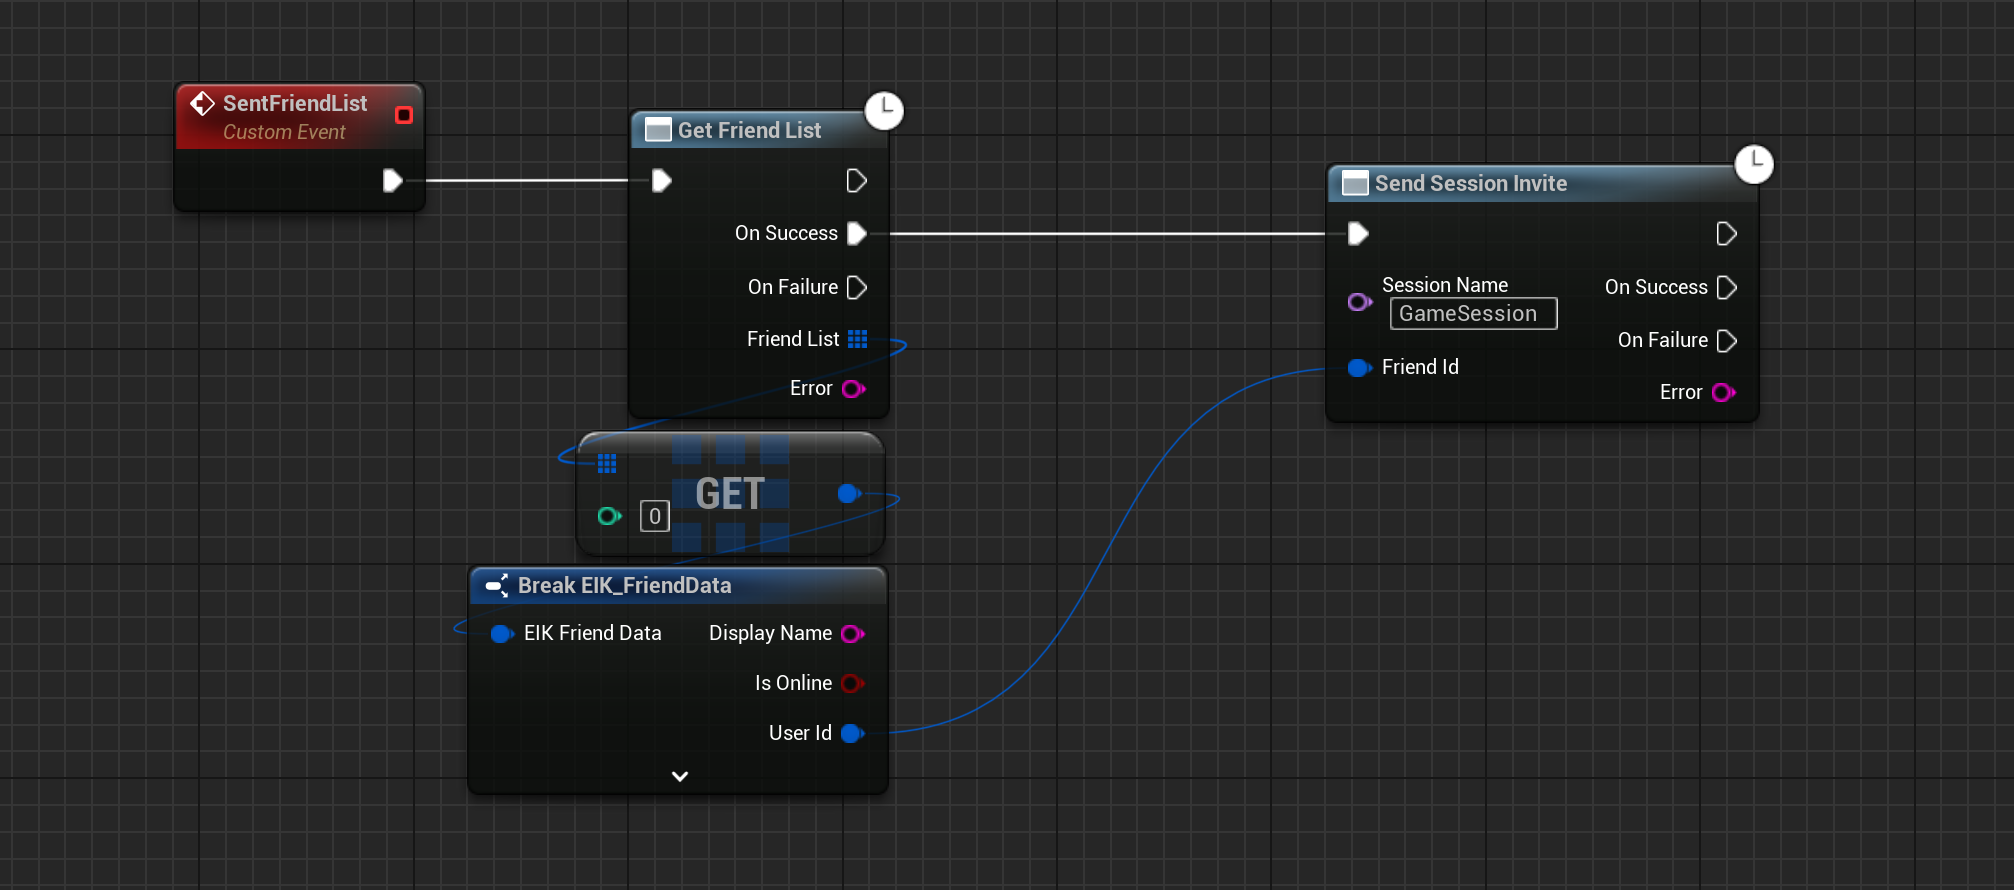 SentFriendList
Custom Event
Get Friend List
On Success
On Failure
Friend List
Error
GET
0
Break EIK_FriendData
EIK Friend Data
Display Name
Is Online
User Id
Send Session Invite
Session Name
GameSession
On Success
On Failure
Friend Id
Error